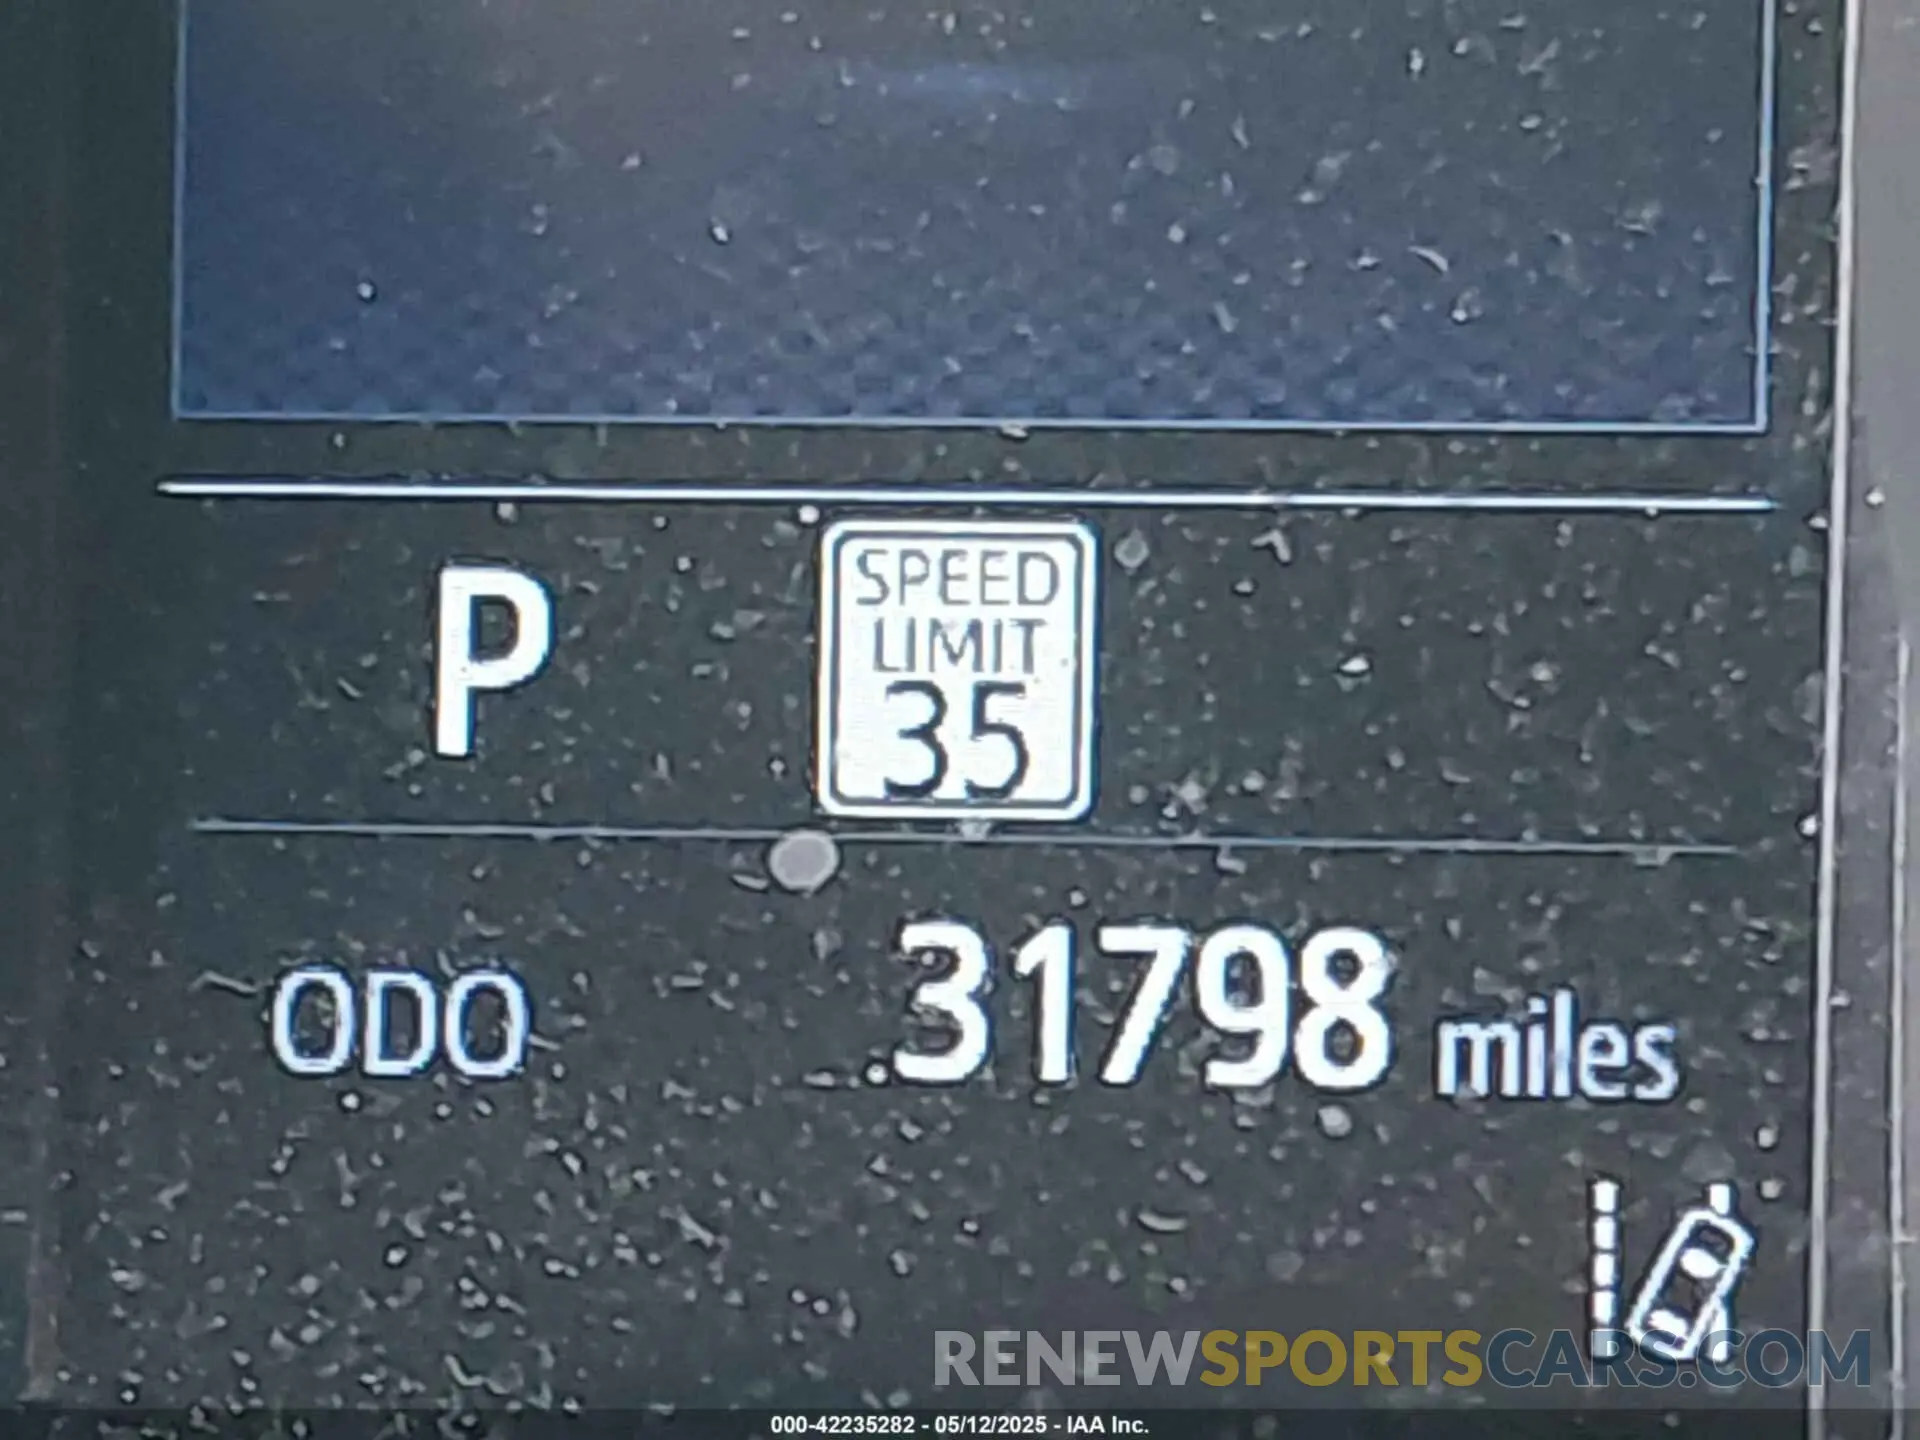 P
SPEED
LIMIT
35
ODO 31798 miles
RENEWSPORTSCARS.COM
000-42235282 - 05/12/2025 - IAA Inc.